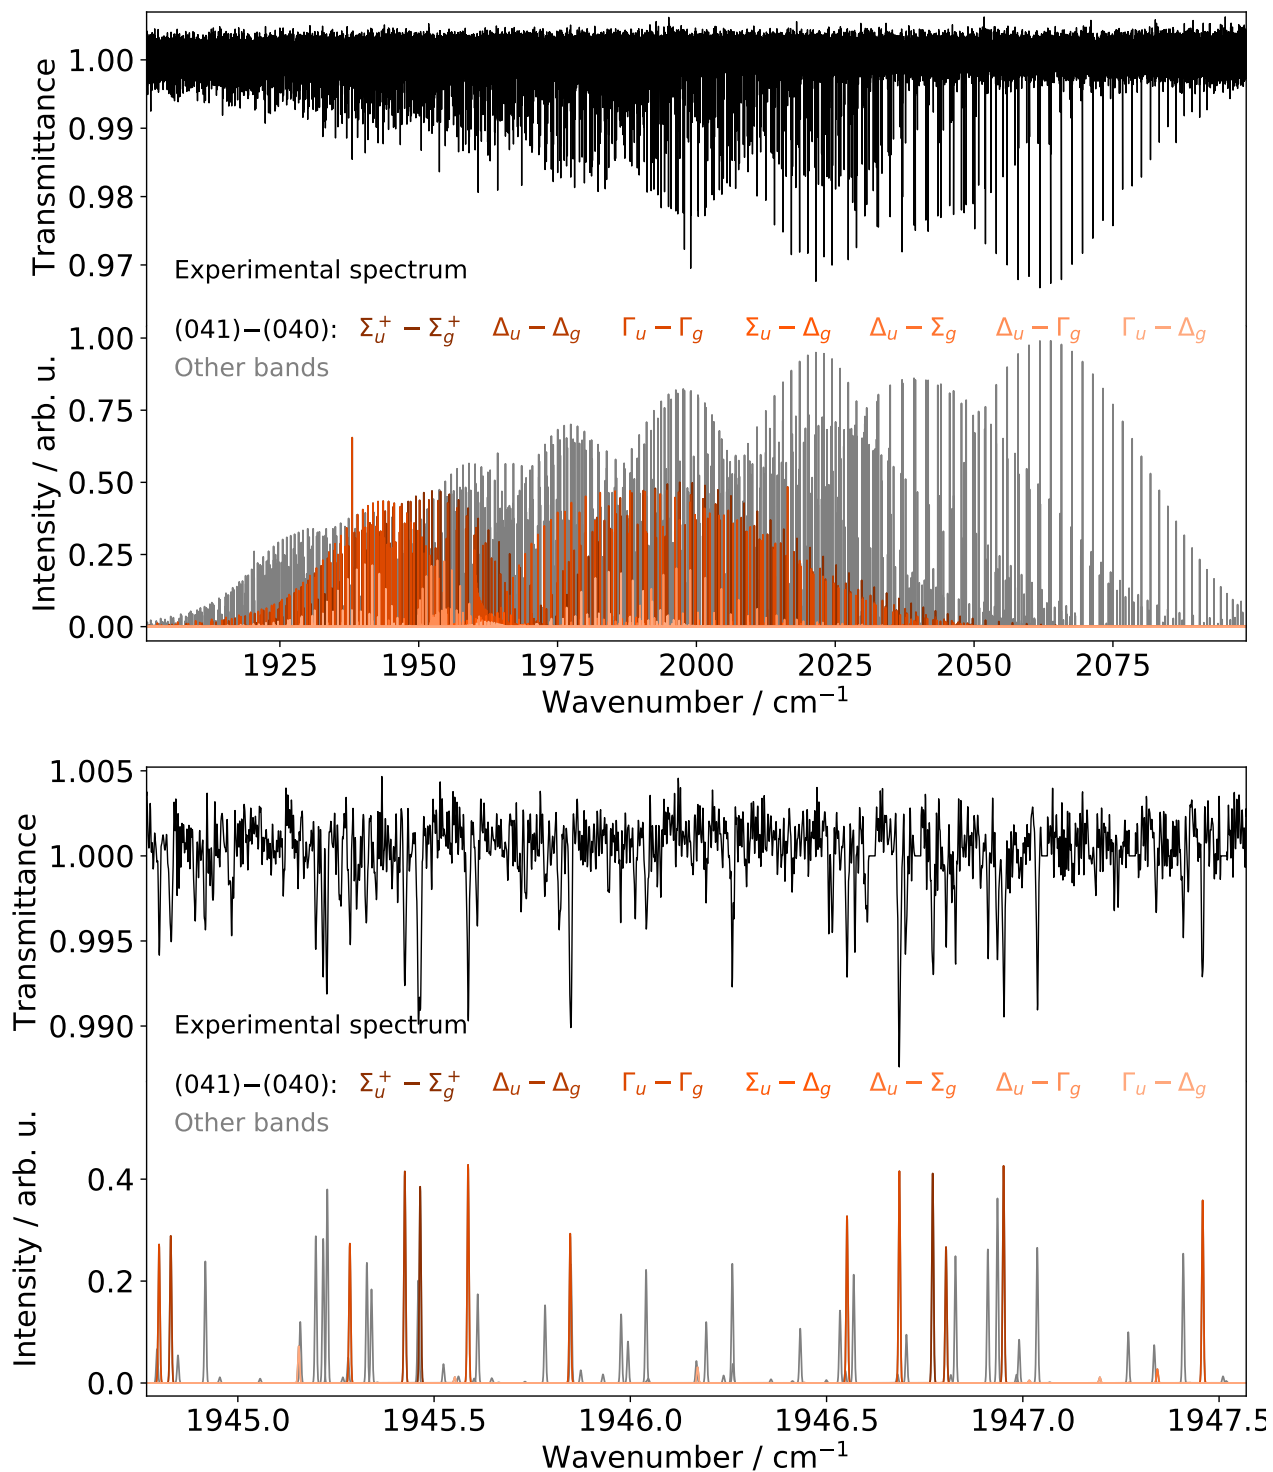 1.00
0.99
0.98
0.97
Transmittance
Experimental spectrum
(041)−(040): Σu+ − Σg+ Δu − Δg Γu − Γg Σu − Δg Δu − Σg Δu − Γg Γu − Δg
Other bands
1.00
0.75
0.50
0.25
0.00
Intensity / arb. u.
1925 1950 1975 2000 2025 2050 2075
Wavenumber / cm−1
1.005
1.000
0.995
0.990
Transmittance
Experimental spectrum
(041)−(040): Σu+ − Σg+ Δu − Δg Γu − Γg Σu − Δg Δu − Σg Δu − Γg Γu − Δg
Other bands
0.4
0.2
0.0
Intensity / arb. u.
1945.0 1945.5 1946.0 1946.5 1947.0 1947.5
Wavenumber / cm−1